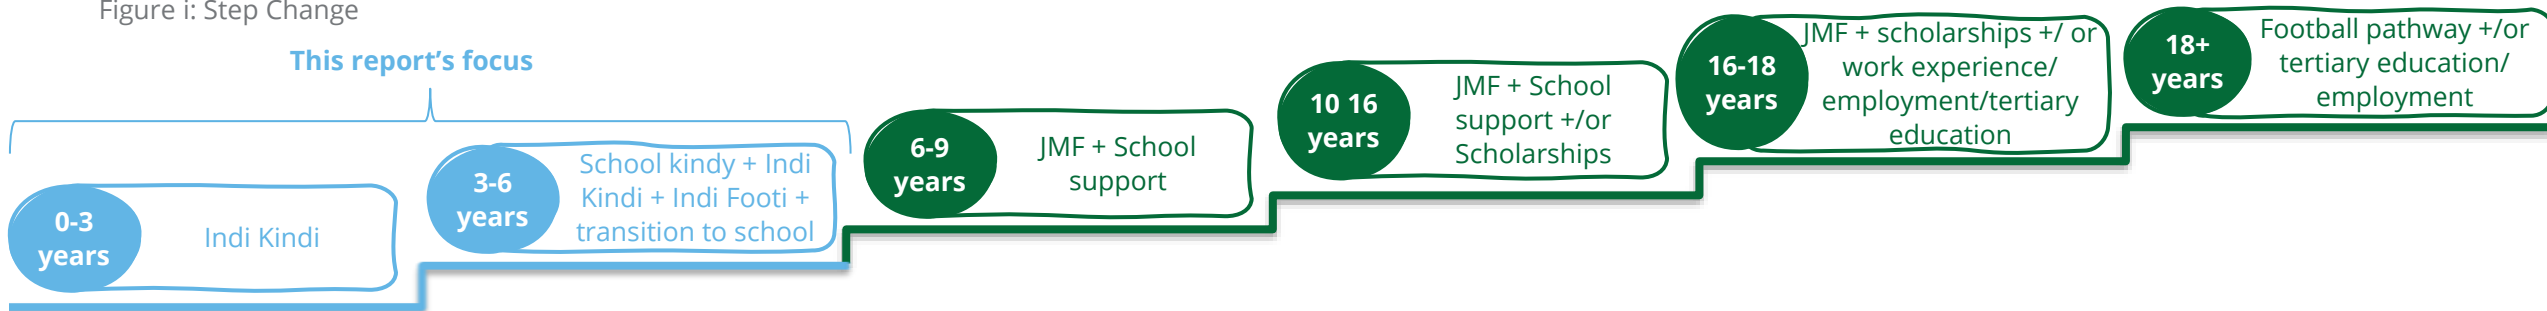 Figure i: Step Change
This report's focus
0-3
years
Indi Kindi
3-6
years
School kindy + Indi
Kindi + Indi Footi +
transition to school
6-9
years
JMF + School
support
10 16
years
JMF + School
support +/or
Scholarships
16-18
years
JMF + scholarships +/ or
work experience/
employment/tertiary
education
18+
years
Football pathway +/or
tertiary education/
employment